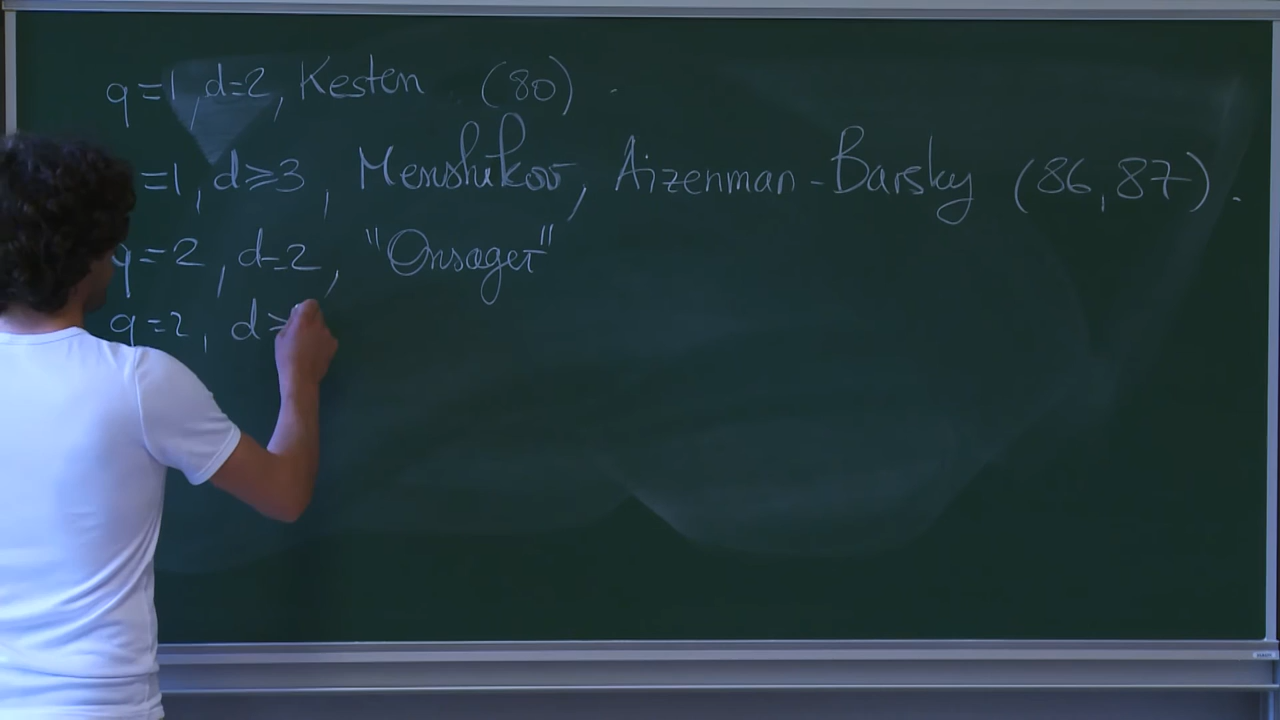 q=1, d=2, Kesten (80).
=1, d≥3, Menshikov, Aizenman-Barsky (86,87).
q=2, d=2, "Onsager"
q=2, d≥